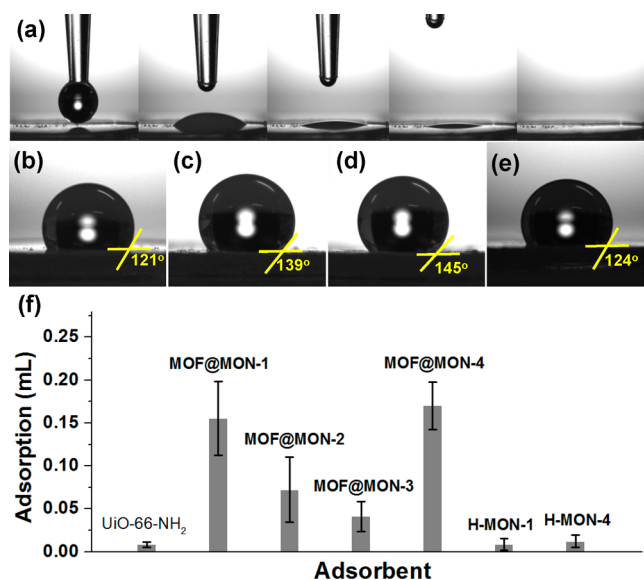 (a)
(b) (c) (d) (e)
121° 139° 145° 124°
(f)
0.25
0.20
0.15
0.10
0.05
0.00
Adsorption (mL)
UiO-66-NH₂
MOF@MON-1
MOF@MON-2
MOF@MON-3
MOF@MON-4
H-MON-1
H-MON-4
Adsorbent